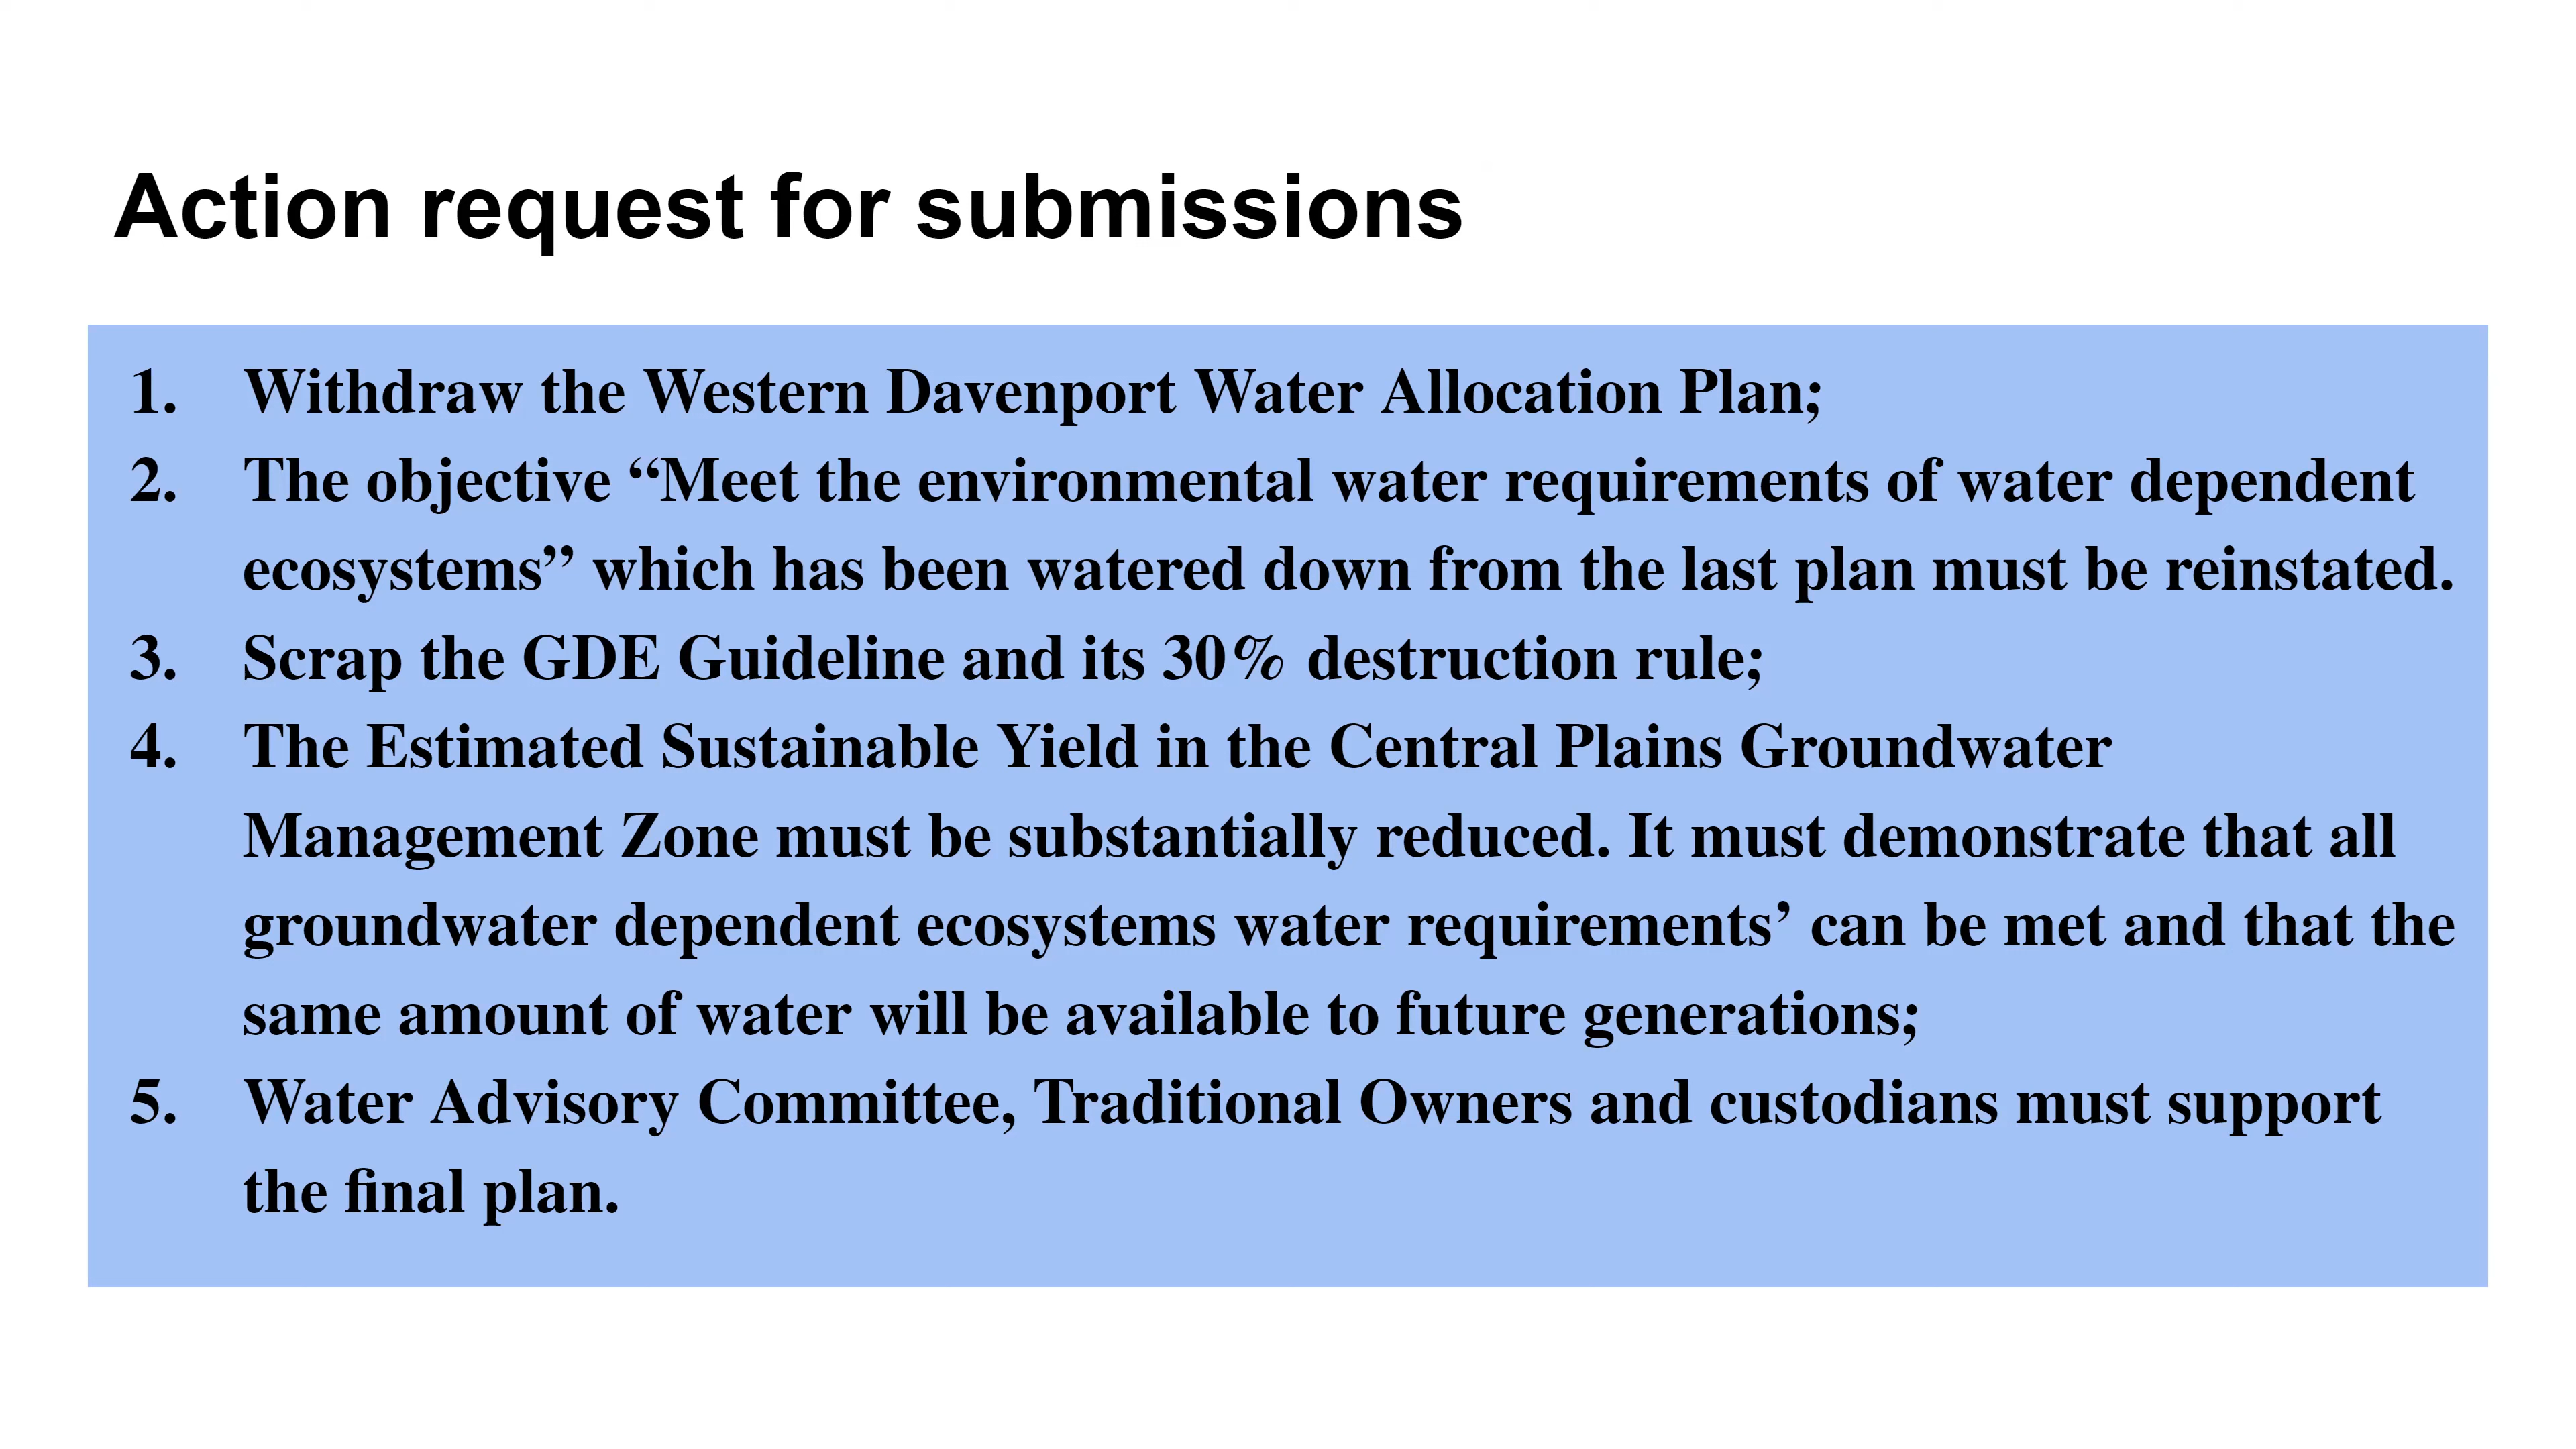 Action request for submissions
1. Withdraw the Western Davenport Water Allocation Plan;
2. The objective “Meet the environmental water requirements of water dependent
ecosystems” which has been watered down from the last plan must be reinstated.
3. Scrap the GDE Guideline and its 30% destruction rule;
4. The Estimated Sustainable Yield in the Central Plains Groundwater
Management Zone must be substantially reduced. It must demonstrate that all
groundwater dependent ecosystems water requirements’ can be met and that the
same amount of water will be available to future generations;
5. Water Advisory Committee, Traditional Owners and custodians must support
the final plan.